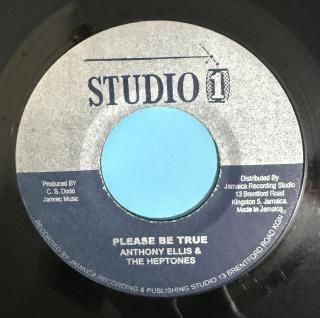 STUDIO 1
Produced BY
C. S. Dodd
Jamrec Music
Distributed By
Jamaica Recording Studio
13 Brentford Road
Kingston 5, Jamaica.
Made in Jamaica.
PLEASE BE TRUE
ANTHONY ELLIS &
THE HEPTONES
RECORDED BY JAMAICA RECORDING & PUBLISHING STUDIO 13 BRENTFORD ROAD KGN 5